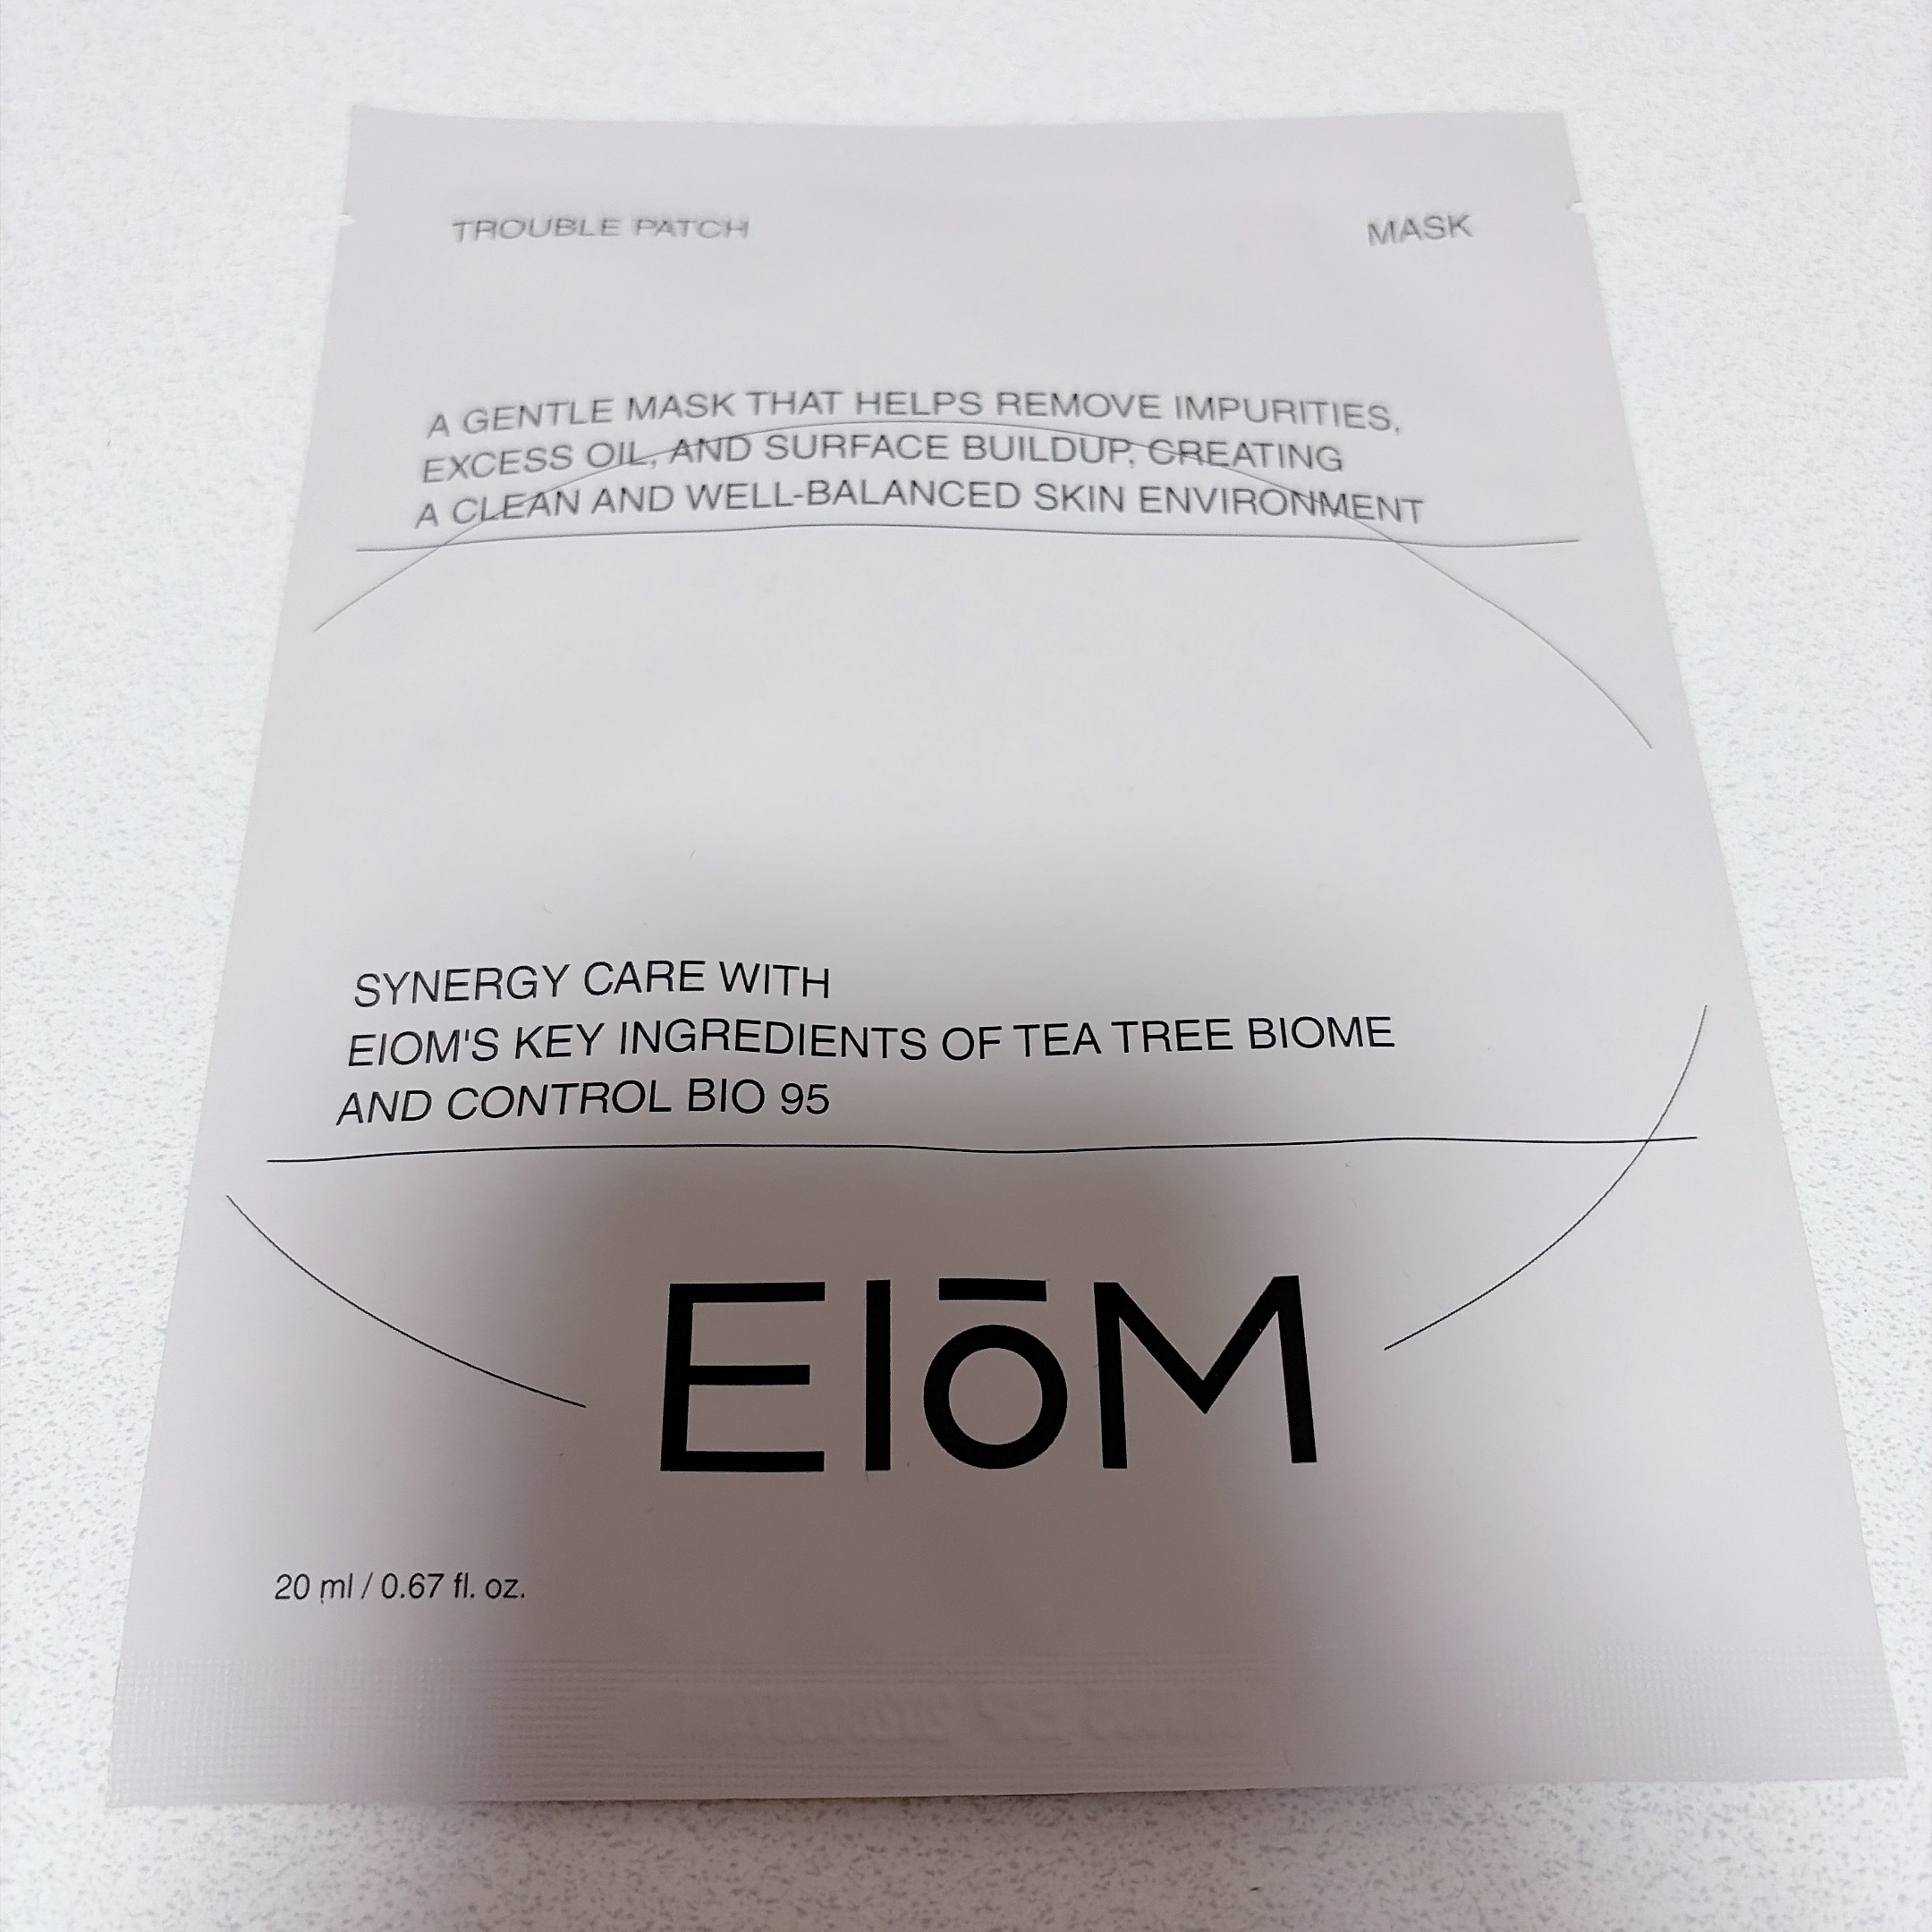 TROUBLE PATCH MASK
A GENTLE MASK THAT HELPS REMOVE IMPURITIES,
EXCESS OIL, AND SURFACE BUILDUP, CREATING
A CLEAN AND WELL-BALANCED SKIN ENVIRONMENT
SYNERGY CARE WITH
EIOM'S KEY INGREDIENTS OF TEA TREE BIOME
AND CONTROL BIO 95
EIōM
20 ml / 0.67 fl. oz.